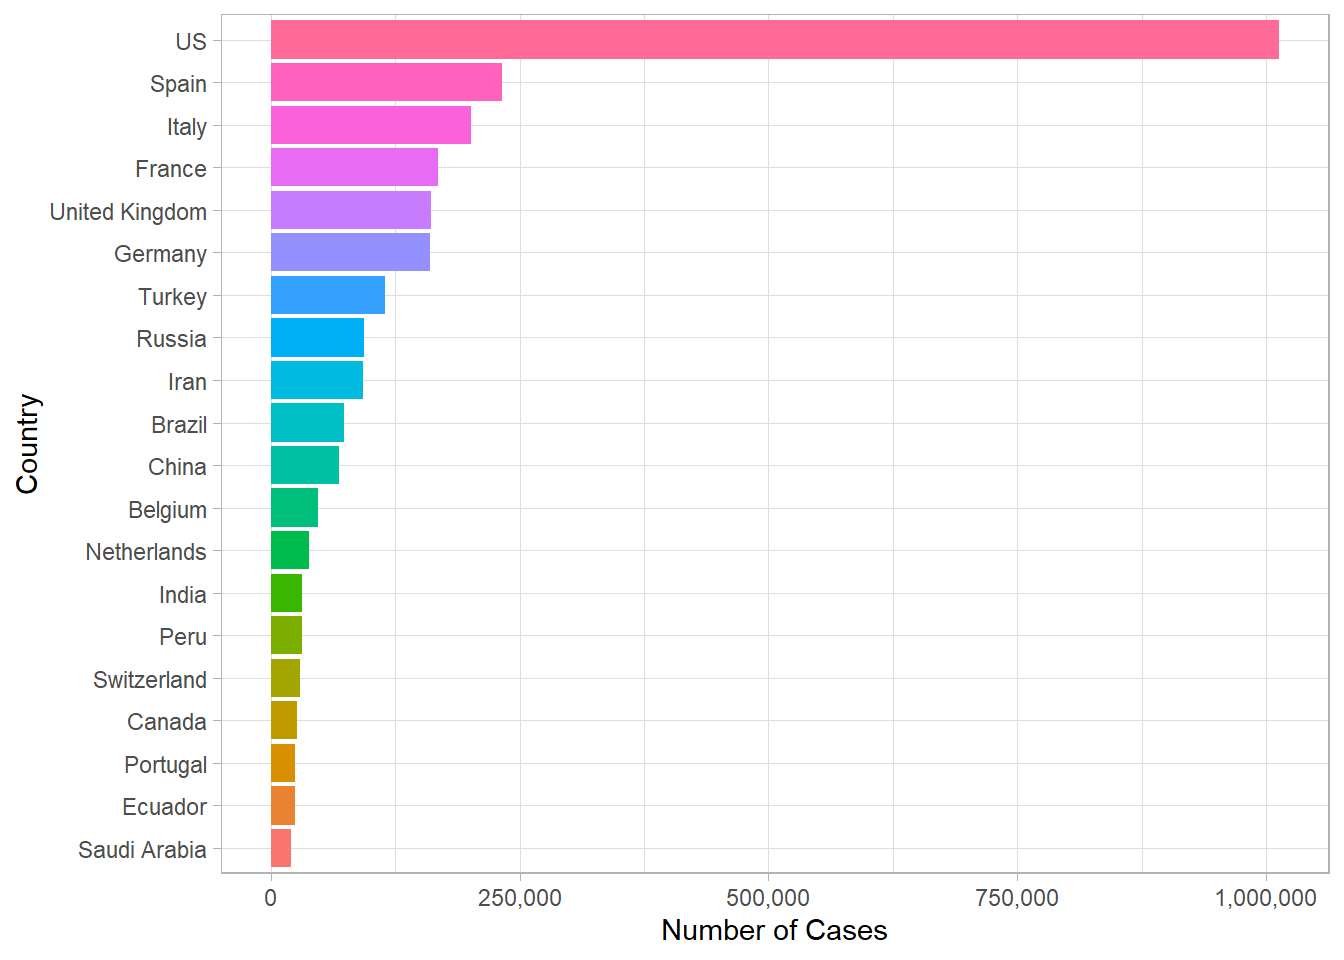 US
Spain
Italy
France
United Kingdom
Germany
Turkey
Russia
Iran
Brazil
China
Belgium
Netherlands
India
Peru
Switzerland
Canada
Portugal
Ecuador
Saudi Arabia
Country
0 250,000 500,000 750,000 1,000,000
Number of Cases